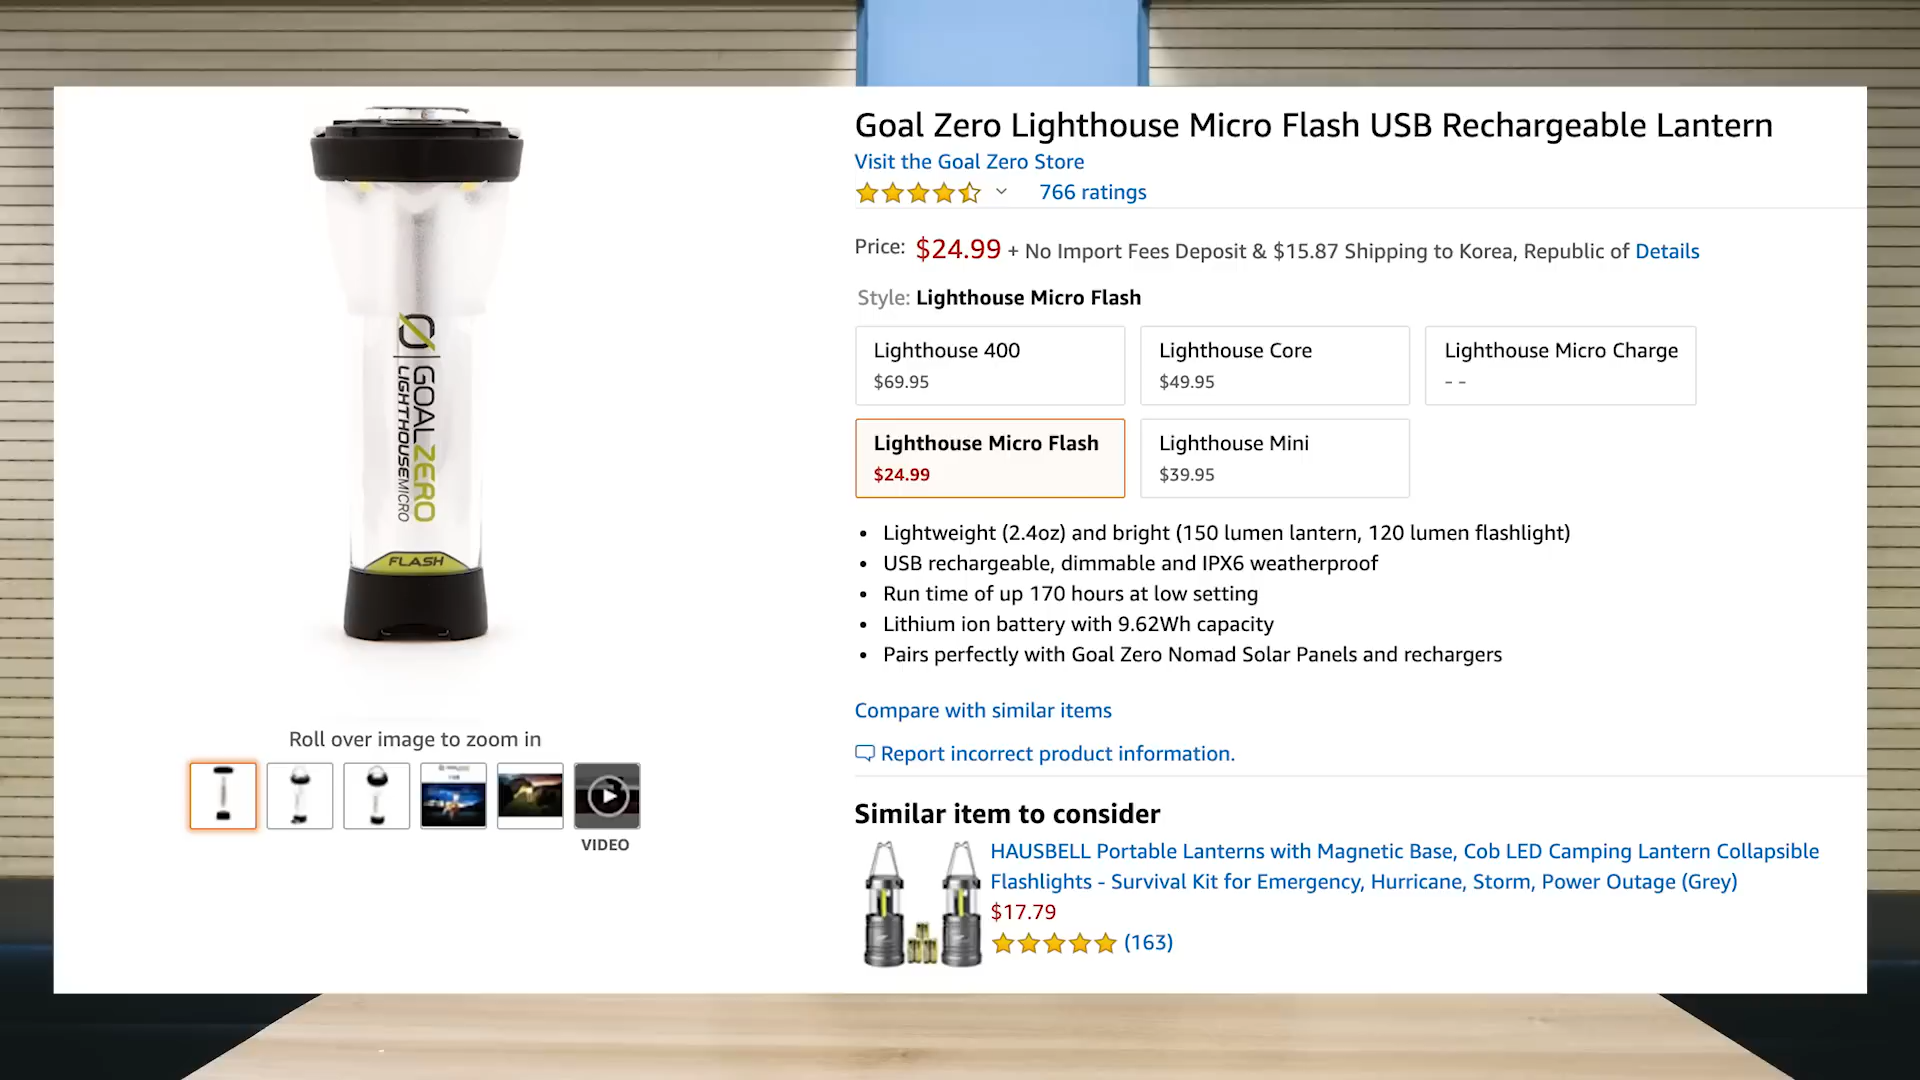 GOALZERO
LIGHTHOUSEMICRO
FLASH
Roll over image to zoom in
VIDEO
Goal Zero Lighthouse Micro Flash USB Rechargeable Lantern
Visit the Goal Zero Store
766 ratings
Price: $24.99 + No Import Fees Deposit & $15.87 Shipping to Korea, Republic of Details
Style: Lighthouse Micro Flash
Lighthouse 400
$69.95
Lighthouse Core
$49.95
Lighthouse Micro Charge
- -
Lighthouse Micro Flash
$24.99
Lighthouse Mini
$39.95
• Lightweight (2.4oz) and bright (150 lumen lantern, 120 lumen flashlight)
• USB rechargeable, dimmable and IPX6 weatherproof
• Run time of up 170 hours at low setting
• Lithium ion battery with 9.62Wh capacity
• Pairs perfectly with Goal Zero Nomad Solar Panels and rechargers
Compare with similar items
Report incorrect product information.
Similar item to consider
HAUSBELL Portable Lanterns with Magnetic Base, Cob LED Camping Lantern Collapsible
Flashlights - Survival Kit for Emergency, Hurricane, Storm, Power Outage (Grey)
$17.79
(163)